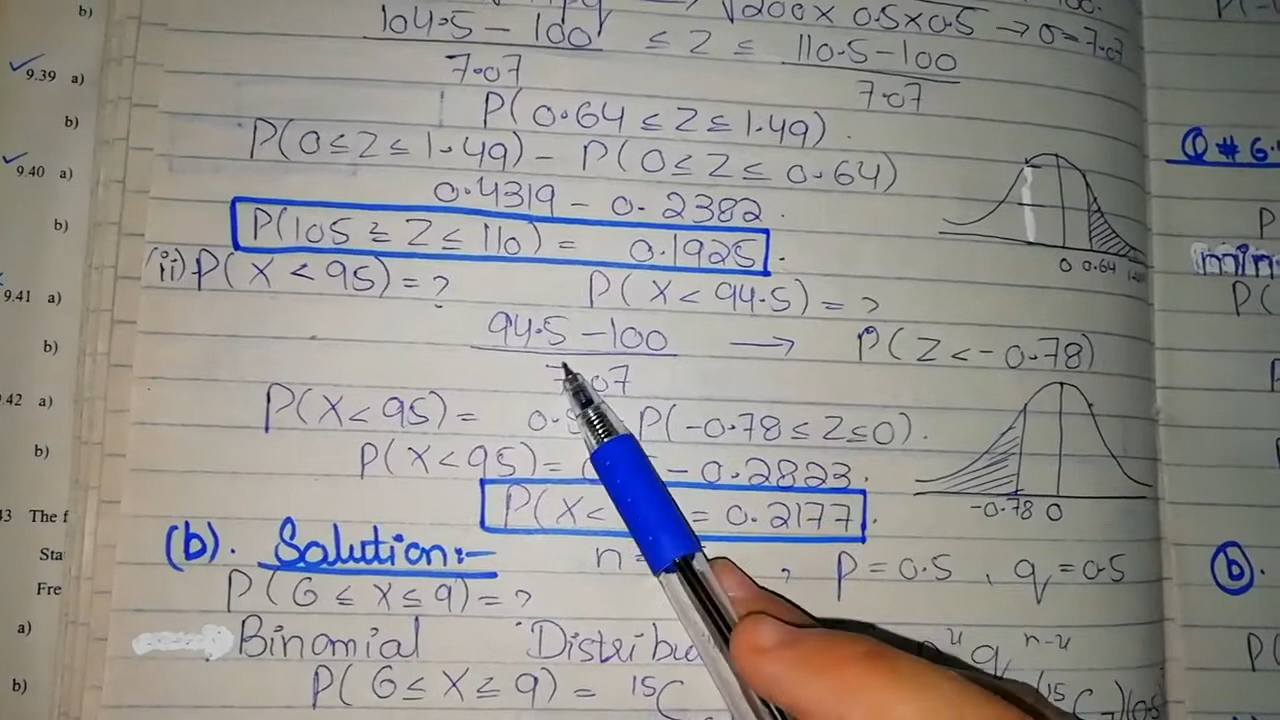 b)
9.39 a)
b)
9.40 a)
b)
9.41 a)
b)
.42 a)
b)
43 The f
Sta
Fre
a)
b)
√200 × 0.5 × 0.5 → σ = 7.07
104.5 – 100 / 7.07 ≤ Z ≤ 110.5 – 100 / 7.07
P(0.64 ≤ Z ≤ 1.49).
P(0 ≤ Z ≤ 1.49) – P(0 ≤ Z ≤ 0.64)
0.4319 – 0.2382.
P(105 ≥ Z ≤ 110) = 0.1925.
0 0.64
(ii) P(X < 95) = ? P(X < 94.5) = ?
94.5 – 100 / 7.07 → P(Z < -0.78)
P(X < 95) = P(-0.78 ≤ Z ≤ 0).
P(X < 95) = – 0.2823.
P(X < = 0.2177.
-0.78 0
(b). Solution:-
n = , P = 0.5 , q = 0.5
P(6 ≤ X ≤ 9) = ?
Binomial
P(6 ≤ X ≥ 9) = ¹⁵C
Q # 6.
P
P(
(b).
P(